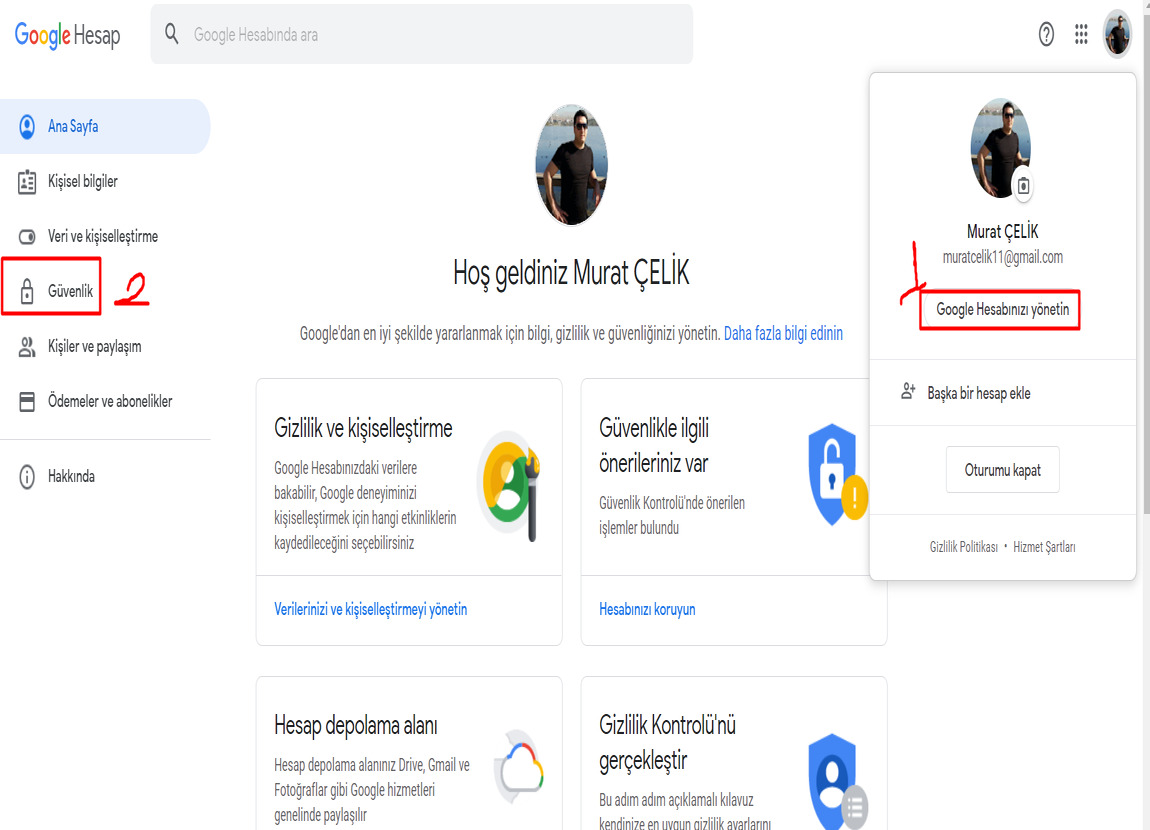 Google Hesap
Google Hesabında ara
Ana Sayfa
Kişisel bilgiler
Veri ve kişiselleştirme
Güvenlik
2
Kişiler ve paylaşım
Ödemeler ve abonelikler
Hakkında
Hoş geldiniz Murat ÇELİK
Google'dan en iyi şekilde yararlanmak için bilgi, gizlilik ve güvenliğinizi yönetin. Daha fazla bilgi edinin
Gizlilik ve kişiselleştirme
Google Hesabınızdaki verilere
bakabilir, Google deneyiminizi
kişiselleştirmek için hangi etkinliklerin
kaydedileceğini seçebilirsiniz
Verilerinizi ve kişiselleştirmeyi yönetin
Güvenlikle ilgili
önerileriniz var
Güvenlik Kontrolü'nde önerilen
işlemler bulundu
Hesabınızı koruyun
Hesap depolama alanı
Hesap depolama alanınız Drive, Gmail ve
Fotoğraflar gibi Google hizmetleri
genelinde paylaşılır
Gizlilik Kontrolü'nü
gerçekleştir
Bu adım adım açıklamalı kılavuz
kendinize en uygun gizlilik ayarlarını
Murat ÇELİK
muratcelik11@gmail.com
1
Google Hesabınızı yönetin
Başka bir hesap ekle
Oturumu kapat
Gizlilik Politikası • Hizmet Şartları